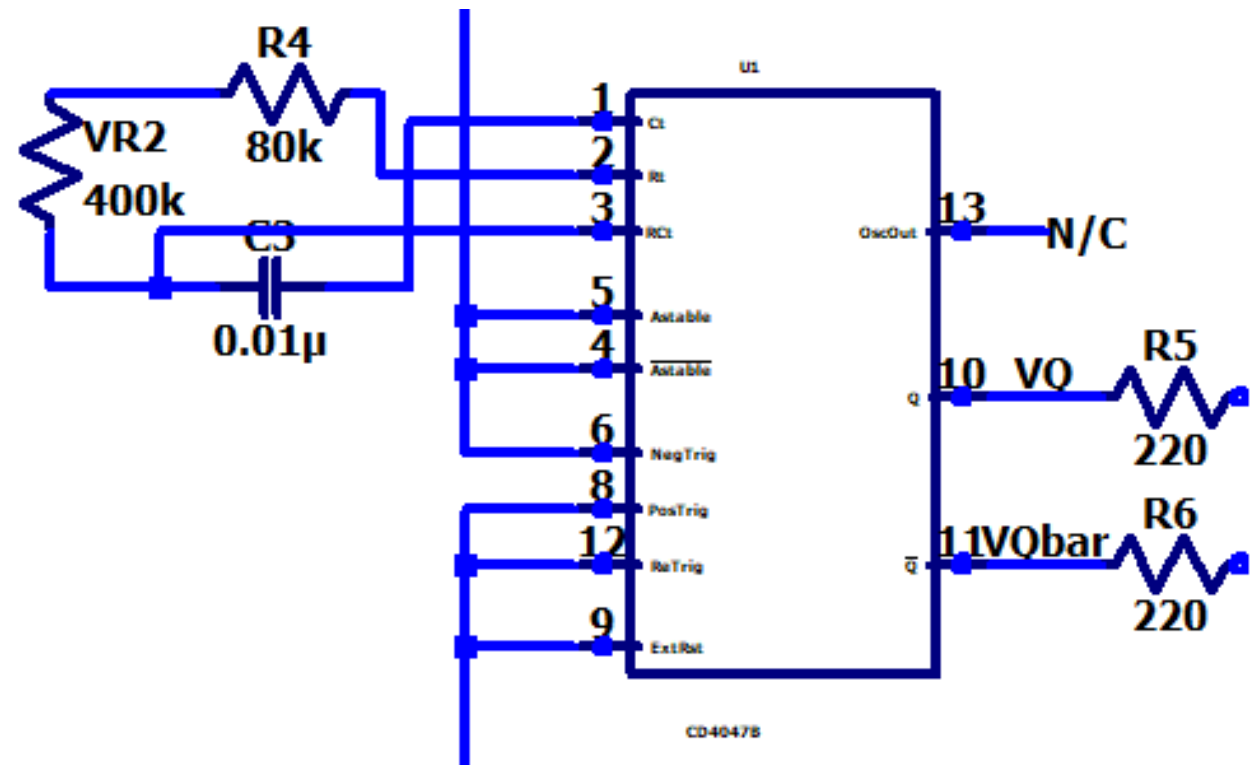 R4
80k
VR2
400k
C3
0.01µ
U1
1
Ct
2
Rt
3
RCt
5
Astable
4
Astable
6
NegTrig
8
PosTrig
12
ReTrig
9
ExtRst
OscOut
13
N/C
Q
10
VQ
R5
220
Q
11
VQbar
R6
220
CD4047B